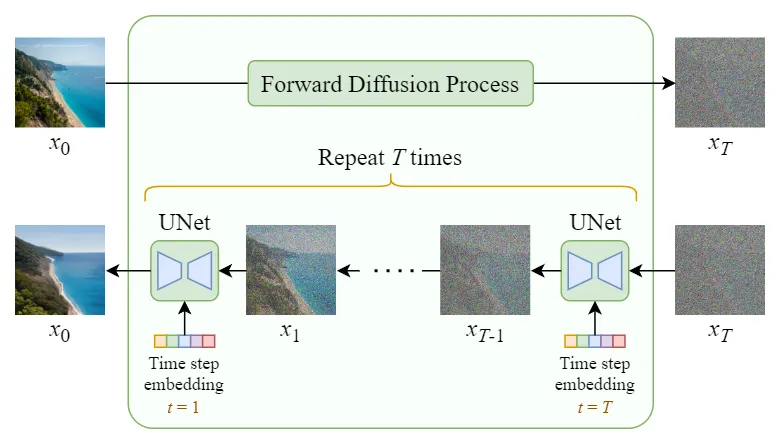 Forward Diffusion Process
x0
xT
Repeat T times
UNet
UNet
x0
x1
· · · ·
xT-1
xT
Time step
embedding
t = 1
Time step
embedding
t = T